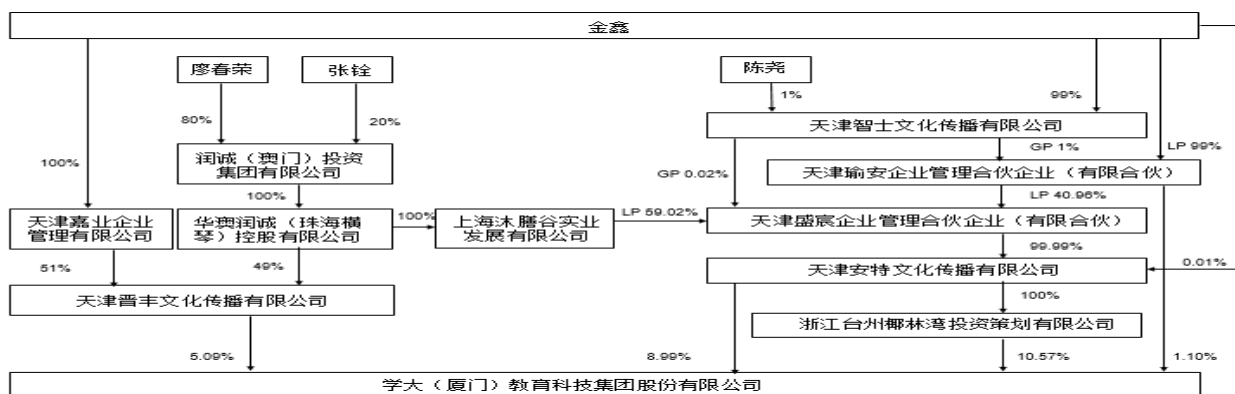 金鑫
廖春荣
张铨
陈尧
1%
99%
80%
20%
天津智士文化传播有限公司
100%
润诚（澳门）投资
集团有限公司
GP 0.02%
GP 1%
LP 99%
天津瑜安企业管理合伙企业（有限合伙）
100%
LP 40.96%
天津嘉业企业
管理有限公司
华澳润诚（珠海横
琴）控股有限公司
100%
上海沐膳谷实业
发展有限公司
LP 59.02%
天津盛宸企业管理合伙企业（有限合伙）
99.99%
51%
49%
天津安特文化传播有限公司
0.01%
天津晋丰文化传播有限公司
100%
浙江台州椰林湾投资策划有限公司
5.09%
8.99%
10.57%
1.10%
学大（厦门）教育科技集团股份有限公司